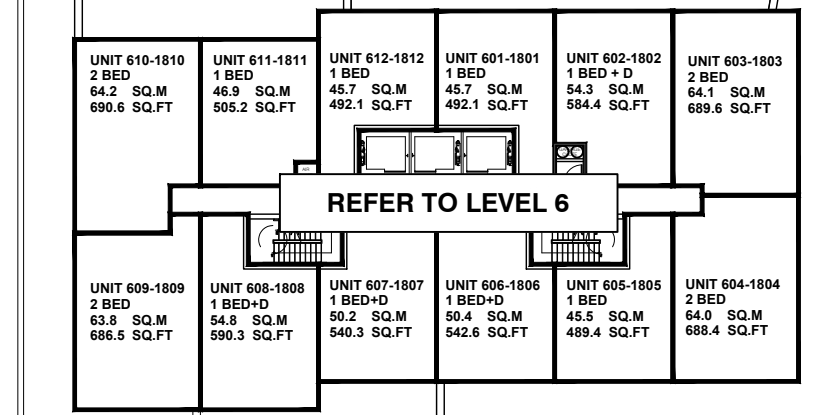 UNIT 610-1810
2 BED
64.2 SQ.M
690.6 SQ.FT
UNIT 611-1811
1 BED
46.9 SQ.M
505.2 SQ.FT
UNIT 612-1812
1 BED
45.7 SQ.M
492.1 SQ.FT
UNIT 601-1801
1 BED
45.7 SQ.M
492.1 SQ.FT
UNIT 602-1802
1 BED + D
54.3 SQ.M
584.4 SQ.FT
UNIT 603-1803
2 BED
64.1 SQ.M
689.6 SQ.FT
AIR
REFER TO LEVEL 6
UNIT 609-1809
2 BED
63.8 SQ.M
686.5 SQ.FT
UNIT 608-1808
1 BED+D
54.8 SQ.M
590.3 SQ.FT
UNIT 607-1807
1 BED+D
50.2 SQ.M
540.3 SQ.FT
UNIT 606-1806
1 BED+D
50.4 SQ.M
542.6 SQ.FT
UNIT 605-1805
1 BED
45.5 SQ.M
489.4 SQ.FT
UNIT 604-1804
2 BED
64.0 SQ.M
688.4 SQ.FT